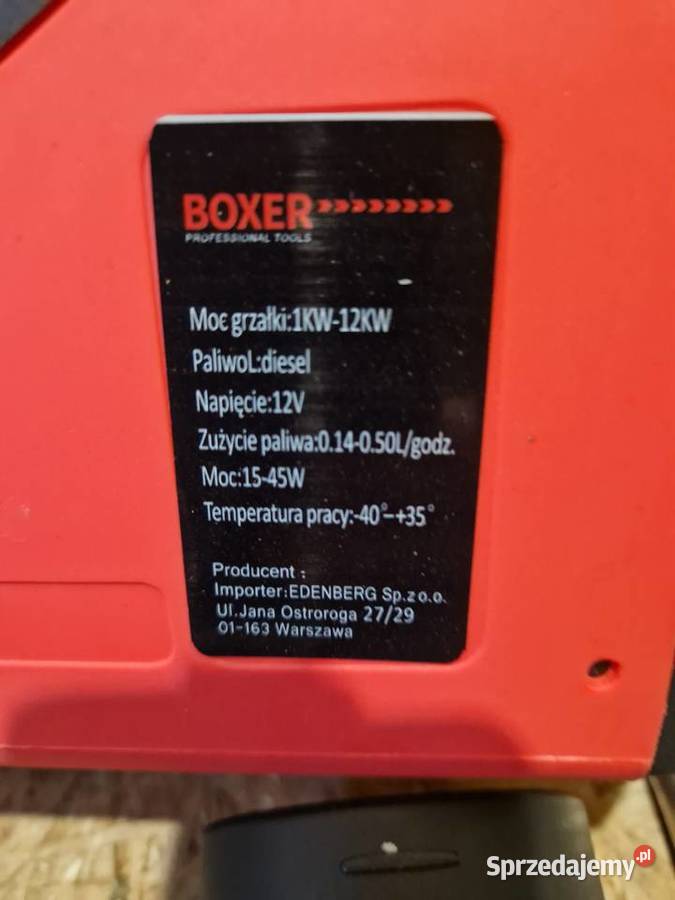 BOXER
PROFESSIONAL TOOLS
Moc grzałki:1KW-12KW
PaliwoL:diesel
Napięcie:12V
Zużycie paliwa:0.14-0.50L/godz.
Moc:15-45W
Temperatura pracy:-40°-+35°
Producent :
Importer:EDENBERG Sp.z o.o.
Ul.Jana Ostroroga 27/29
01-163 Warszawa
Sprzedajemy.pl